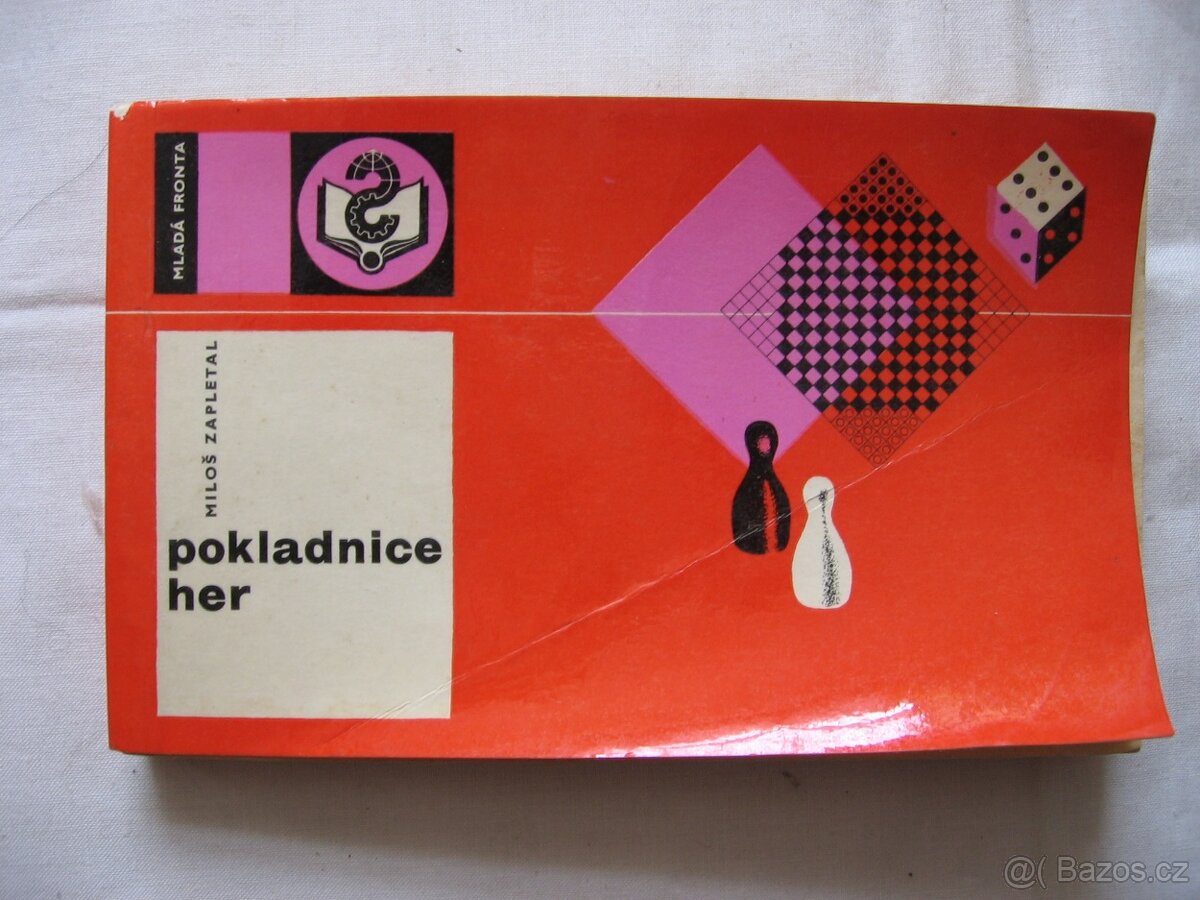 MLADÁ FRONTA
MILOŠ ZAPLETAL
pokladnice
her
@( Bazos.cz